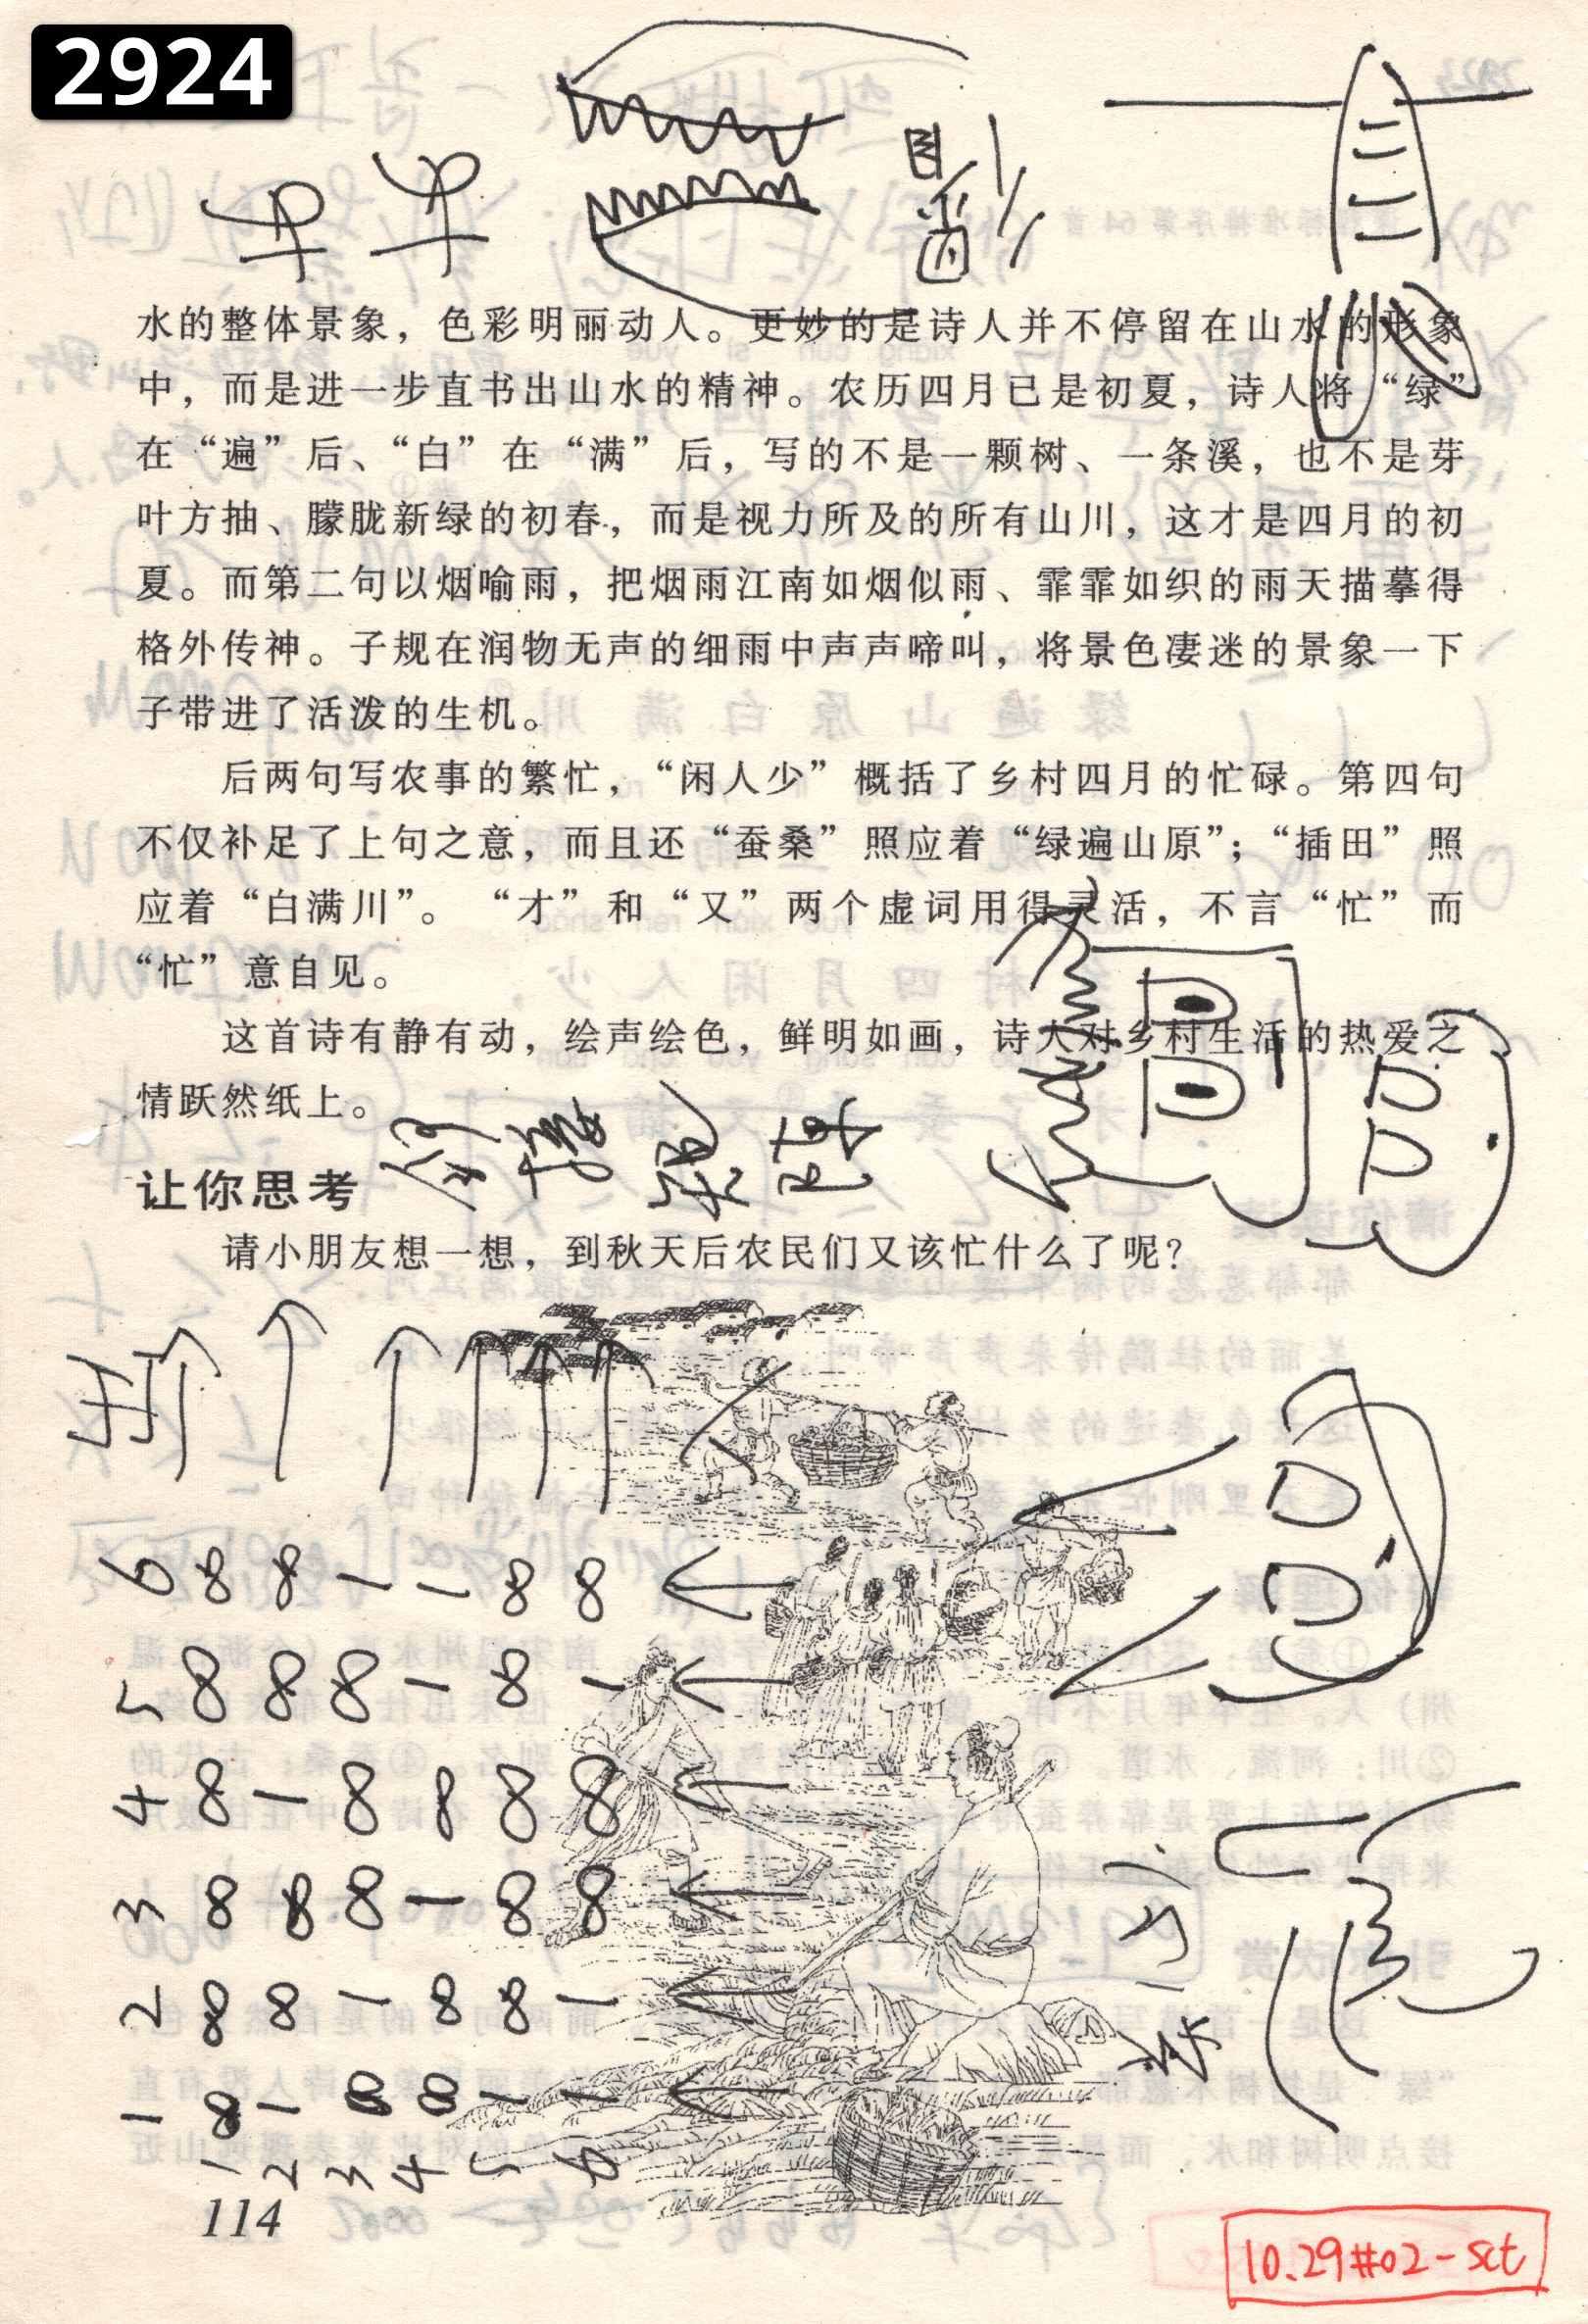 2924
水的整体景象，色彩明丽动人。更妙的是诗人并不停留在山水的形象
中，而是进一步直书出山水的精神。农历四月已是初夏，诗人将“绿”
在“遍”后、“白”在“满”后，写的不是一颗树、一条溪，也不是芽
叶方抽、朦胧新绿的初春，而是视力所及的所有山川，这才是四月的初
夏。而第二句以烟喻雨，把烟雨江南如烟似雨、霏霏如织的雨天描摹得
格外传神。子规在润物无声的细雨中声声啼叫，将景色凄迷的景象一下
子带进了活泼的生机。
后两句写农事的繁忙，“闲人少”概括了乡村四月的忙碌。第四句
不仅补足了上句之意，而且还“蚕桑”照应着“绿遍山原”；“插田”照
应着“白满川”。“才”和“又”两个虚词用得灵活，不言“忙”而
“忙”意自见。
这首诗有静有动，绘声绘色，鲜明如画，诗人对乡村生活的热爱之
情跃然纸上。
让你思考
请小朋友想一想，到秋天后农民们又该忙什么了呢？
6 8 8 — — 8 8 ←
5 8 8 8 — 8 — ←
4 8 — 8 8 8 8 ←
3 8 8 8 — 8 8 ←
2 8 8 — 8 8 — ←
1 8 — 8 8 — — ←
1 2 3 4 5 6
114
10.29#02-sct